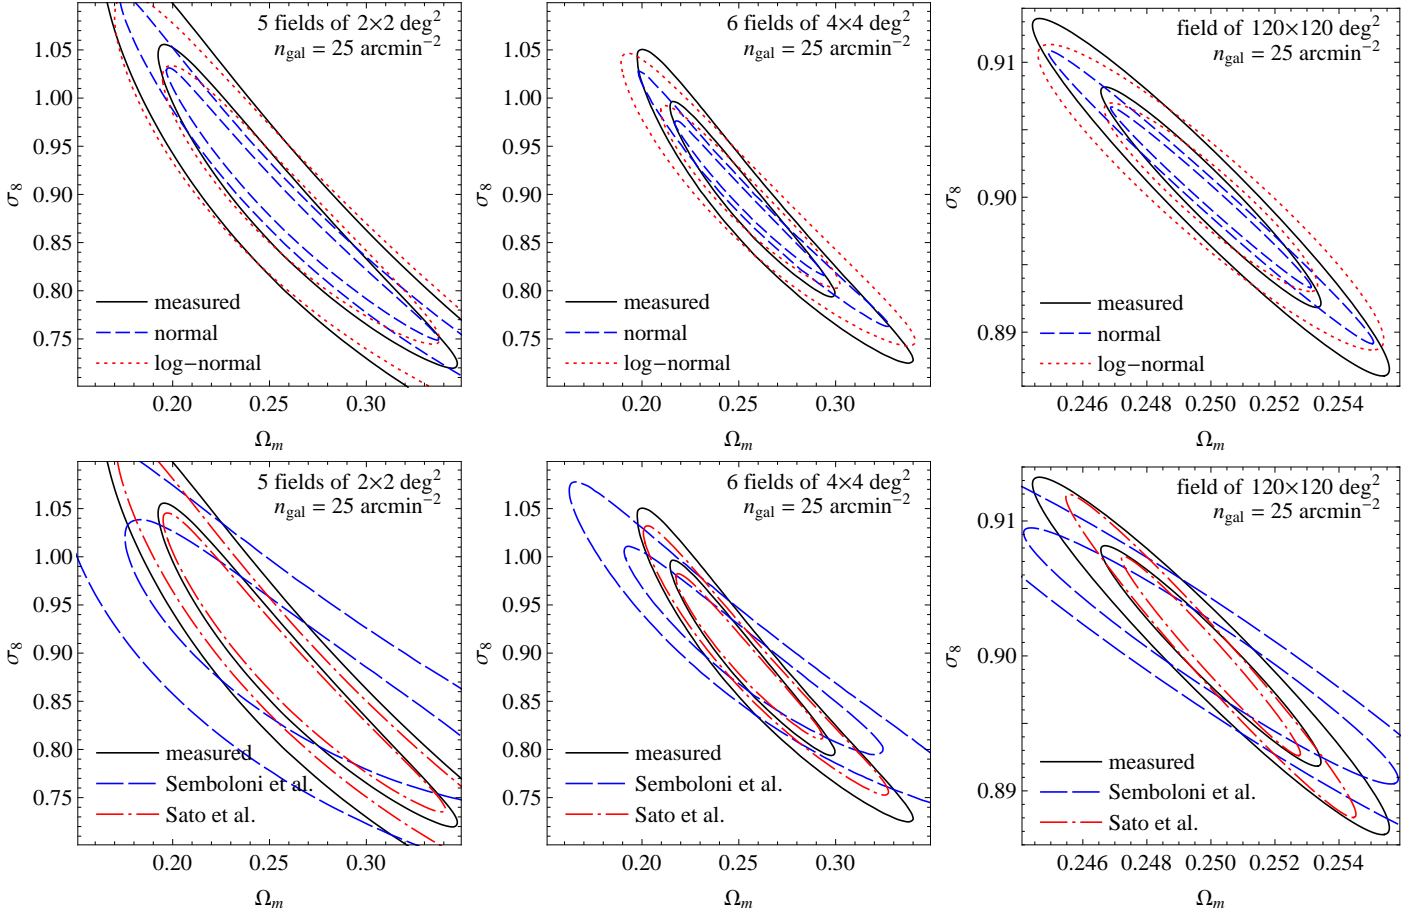 5 fields of 2×2 deg²
n_gal = 25 arcmin⁻²
1.05
1.00
0.95
0.90
0.85
0.80
0.75
σ₈
measured
normal
log−normal
0.20
0.25
0.30
Ωₘ
6 fields of 4×4 deg²
n_gal = 25 arcmin⁻²
1.05
1.00
0.95
0.90
0.85
0.80
0.75
σ₈
measured
normal
log−normal
0.20
0.25
0.30
Ωₘ
field of 120×120 deg²
n_gal = 25 arcmin⁻²
0.91
0.90
0.89
σ₈
measured
normal
log−normal
0.246
0.248
0.250
0.252
0.254
Ωₘ
5 fields of 2×2 deg²
n_gal = 25 arcmin⁻²
1.05
1.00
0.95
0.90
0.85
0.80
0.75
σ₈
measured
Semboloni et al.
Sato et al.
0.20
0.25
0.30
Ωₘ
6 fields of 4×4 deg²
n_gal = 25 arcmin⁻²
1.05
1.00
0.95
0.90
0.85
0.80
0.75
σ₈
measured
Semboloni et al.
Sato et al.
0.20
0.25
0.30
Ωₘ
field of 120×120 deg²
n_gal = 25 arcmin⁻²
0.91
0.90
0.89
σ₈
measured
Semboloni et al.
Sato et al.
0.246
0.248
0.250
0.252
0.254
Ωₘ